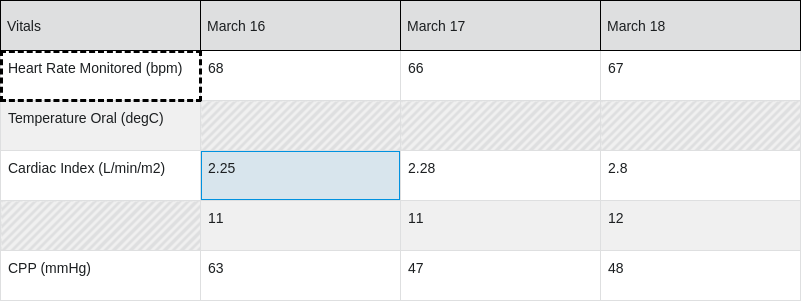 Vitals March 16 March 17 March 18
Heart Rate Monitored (bpm) 68 66 67
Temperature Oral (degC)
Cardiac Index (L/min/m2) 2.25 2.28 2.8
11 11 12
CPP (mmHg) 63 47 48